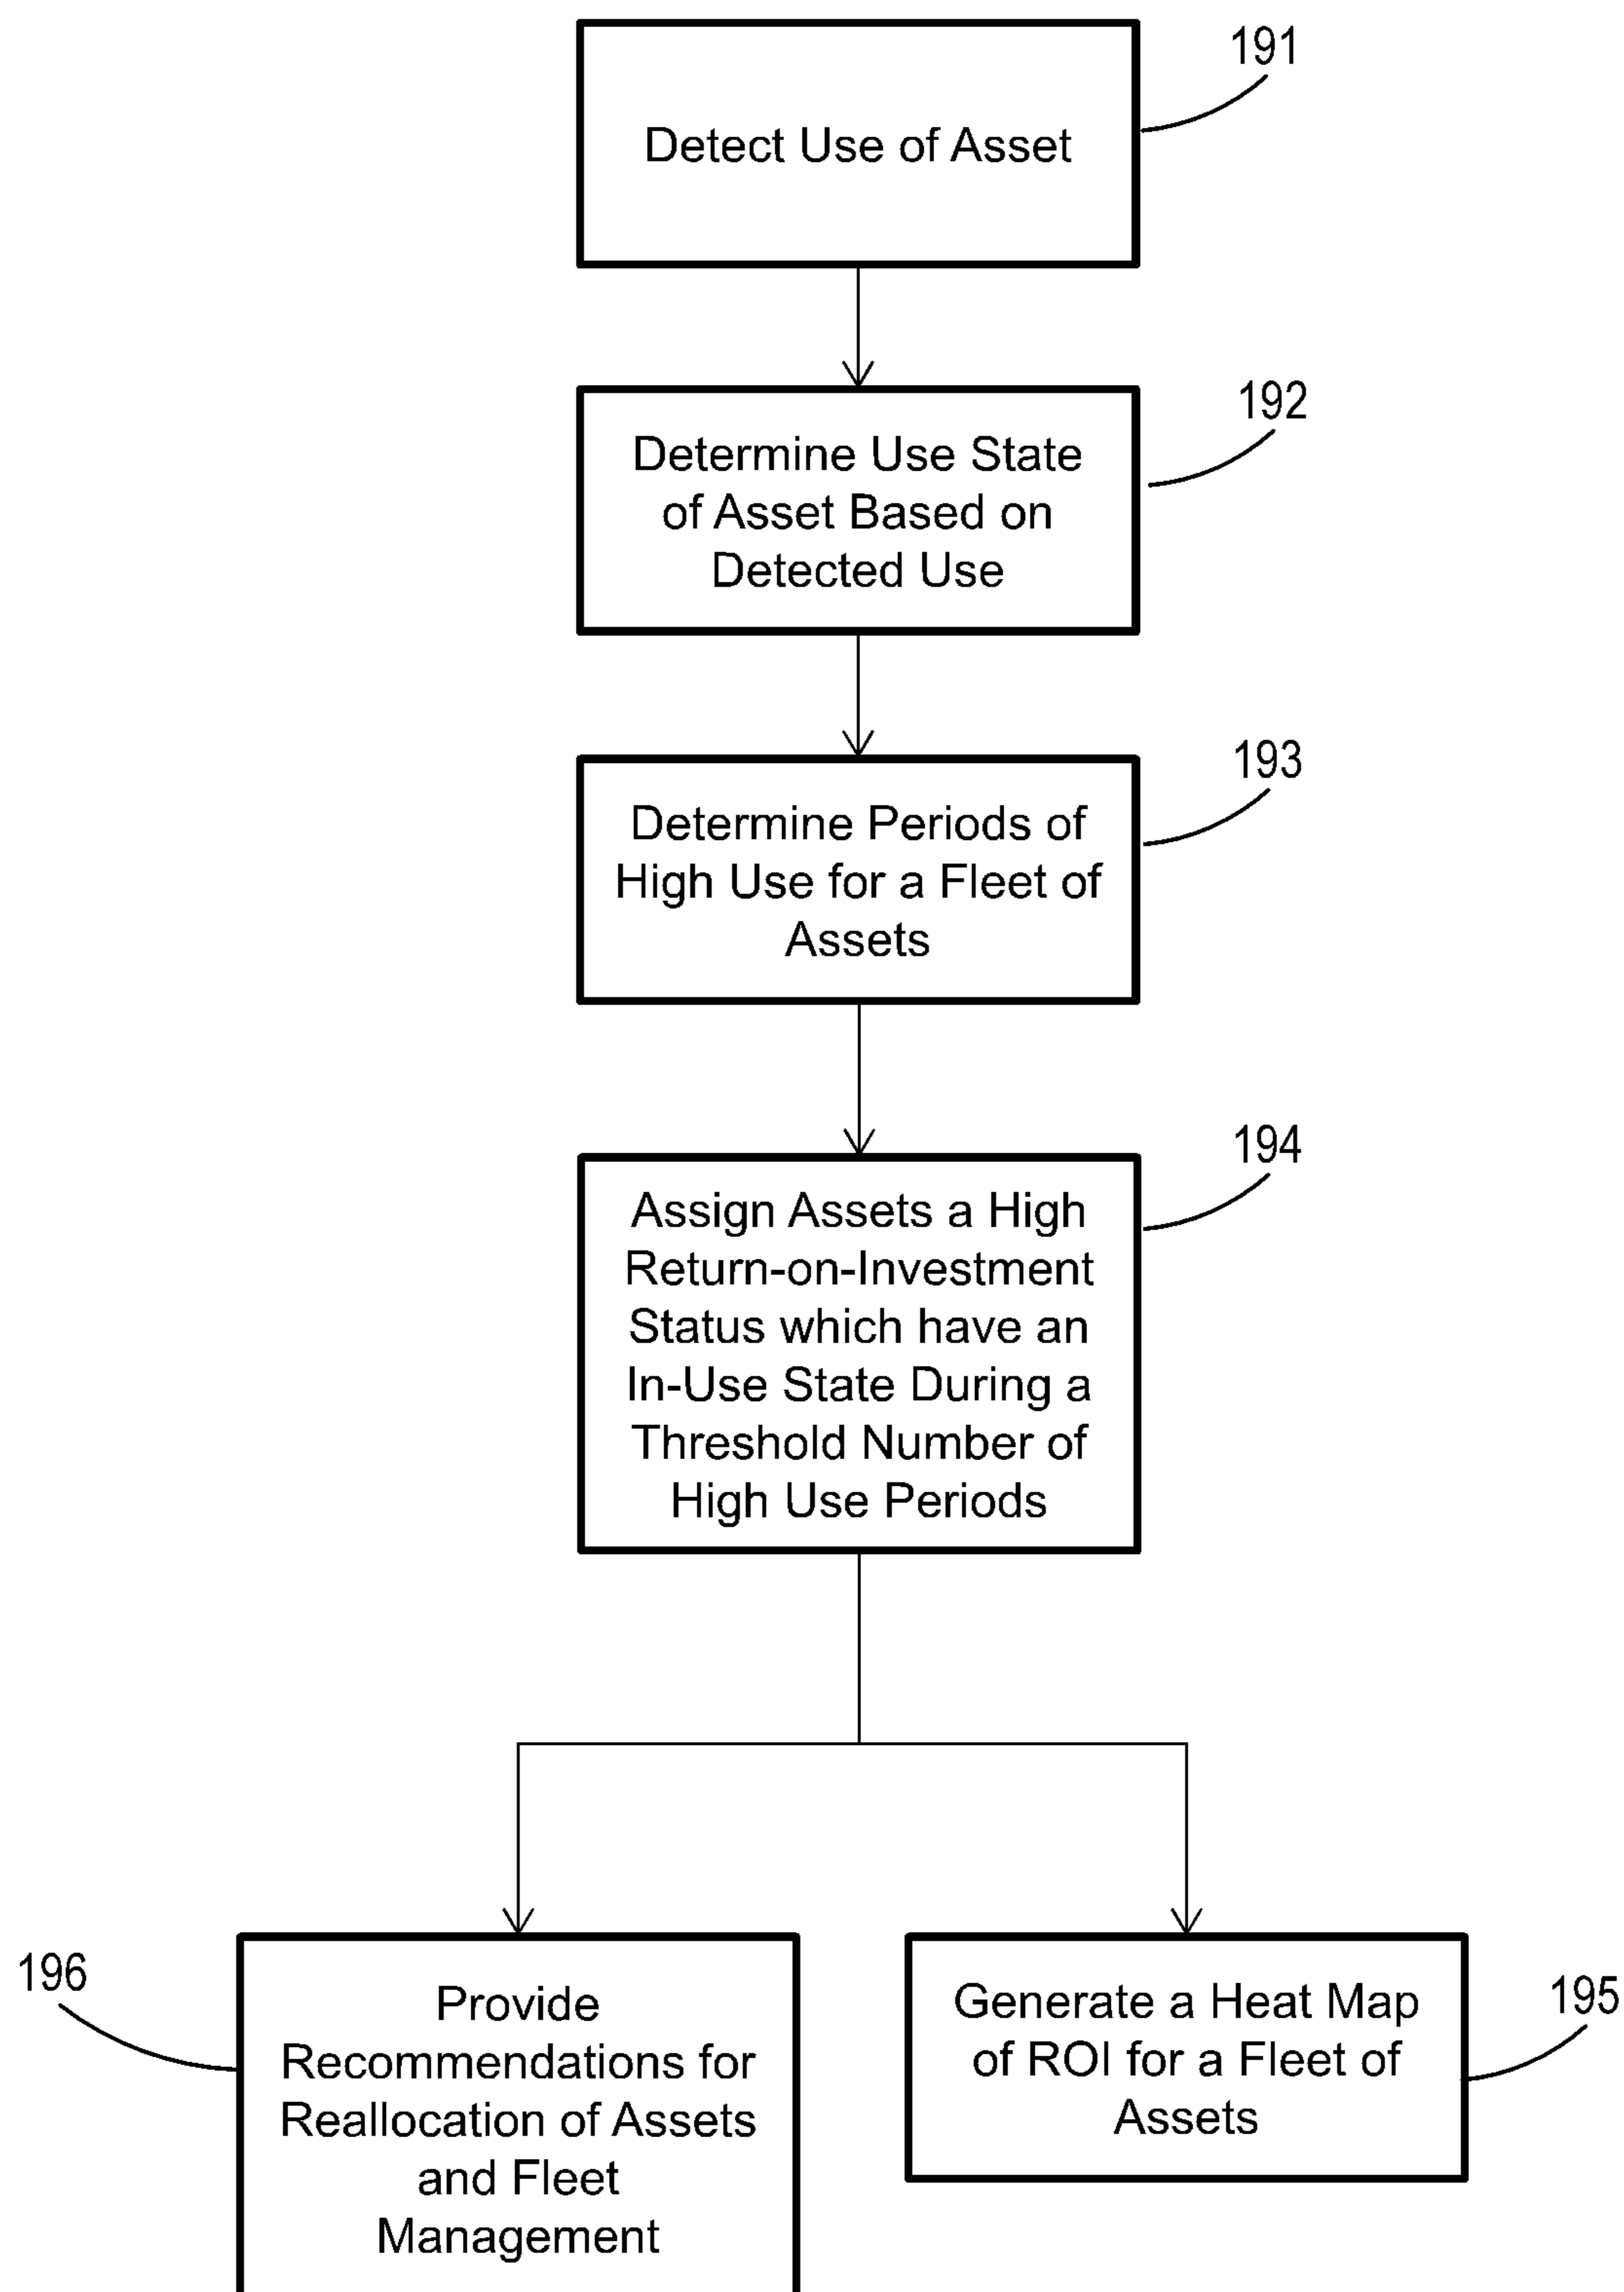 191
Detect Use of Asset
192
Determine Use State
of Asset Based on
Detected Use
193
Determine Periods of
High Use for a Fleet of
Assets
194
Assign Assets a High
Return-on-Investment
Status which have an
In-Use State During a
Threshold Number of
High Use Periods
196
Provide
Recommendations for
Reallocation of Assets
and Fleet
Management
195
Generate a Heat Map
of ROI for a Fleet of
Assets